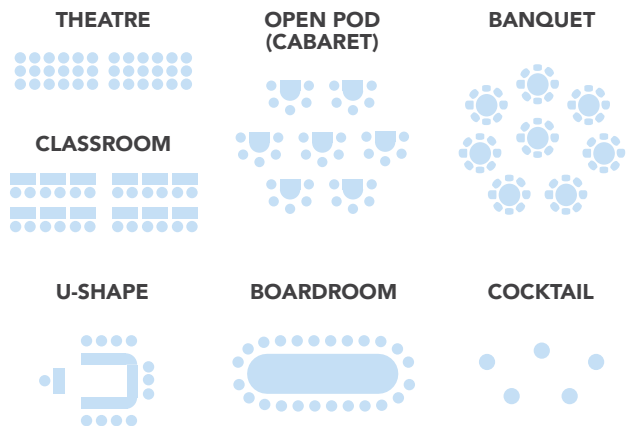 THEATRE
OPEN POD
(CABARET)
BANQUET
CLASSROOM
U-SHAPE
BOARDROOM
COCKTAIL